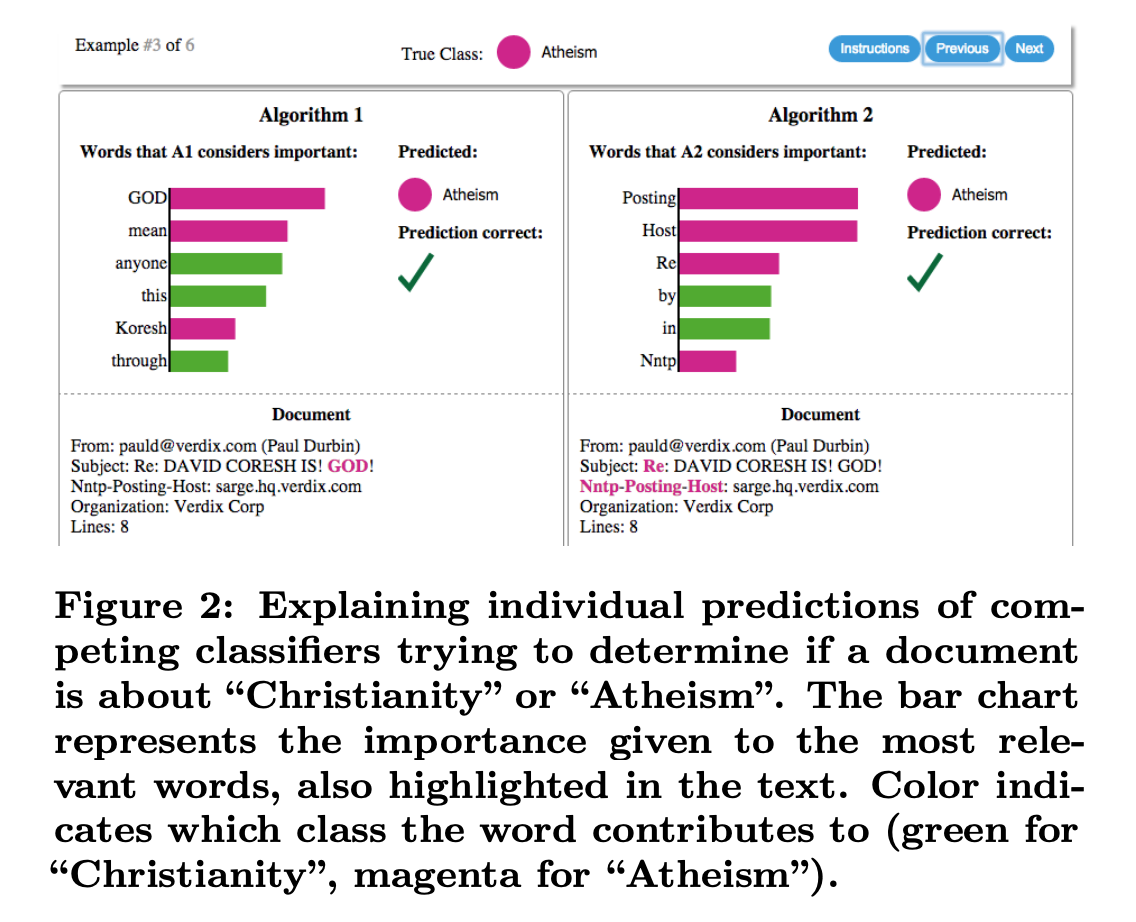 Example #3 of 6
True Class: Atheism
Instructions Previous Next
Algorithm 1
Words that A1 considers important:
Predicted:
GOD
mean
anyone
this
Koresh
through
Atheism
Prediction correct:
Document
From: pauld@verdix.com (Paul Durbin)
Subject: Re: DAVID CORESH IS! GOD!
Nntp-Posting-Host: sarge.hq.verdix.com
Organization: Verdix Corp
Lines: 8
Algorithm 2
Words that A2 considers important:
Predicted:
Posting
Host
Re
by
in
Nntp
Atheism
Prediction correct:
Document
From: pauld@verdix.com (Paul Durbin)
Subject: Re: DAVID CORESH IS! GOD!
Nntp-Posting-Host: sarge.hq.verdix.com
Organization: Verdix Corp
Lines: 8
Figure 2: Explaining individual predictions of com-
peting classifiers trying to determine if a document
is about “Christianity” or “Atheism”. The bar chart
represents the importance given to the most rele-
vant words, also highlighted in the text. Color indi-
cates which class the word contributes to (green for
“Christianity”, magenta for “Atheism”).